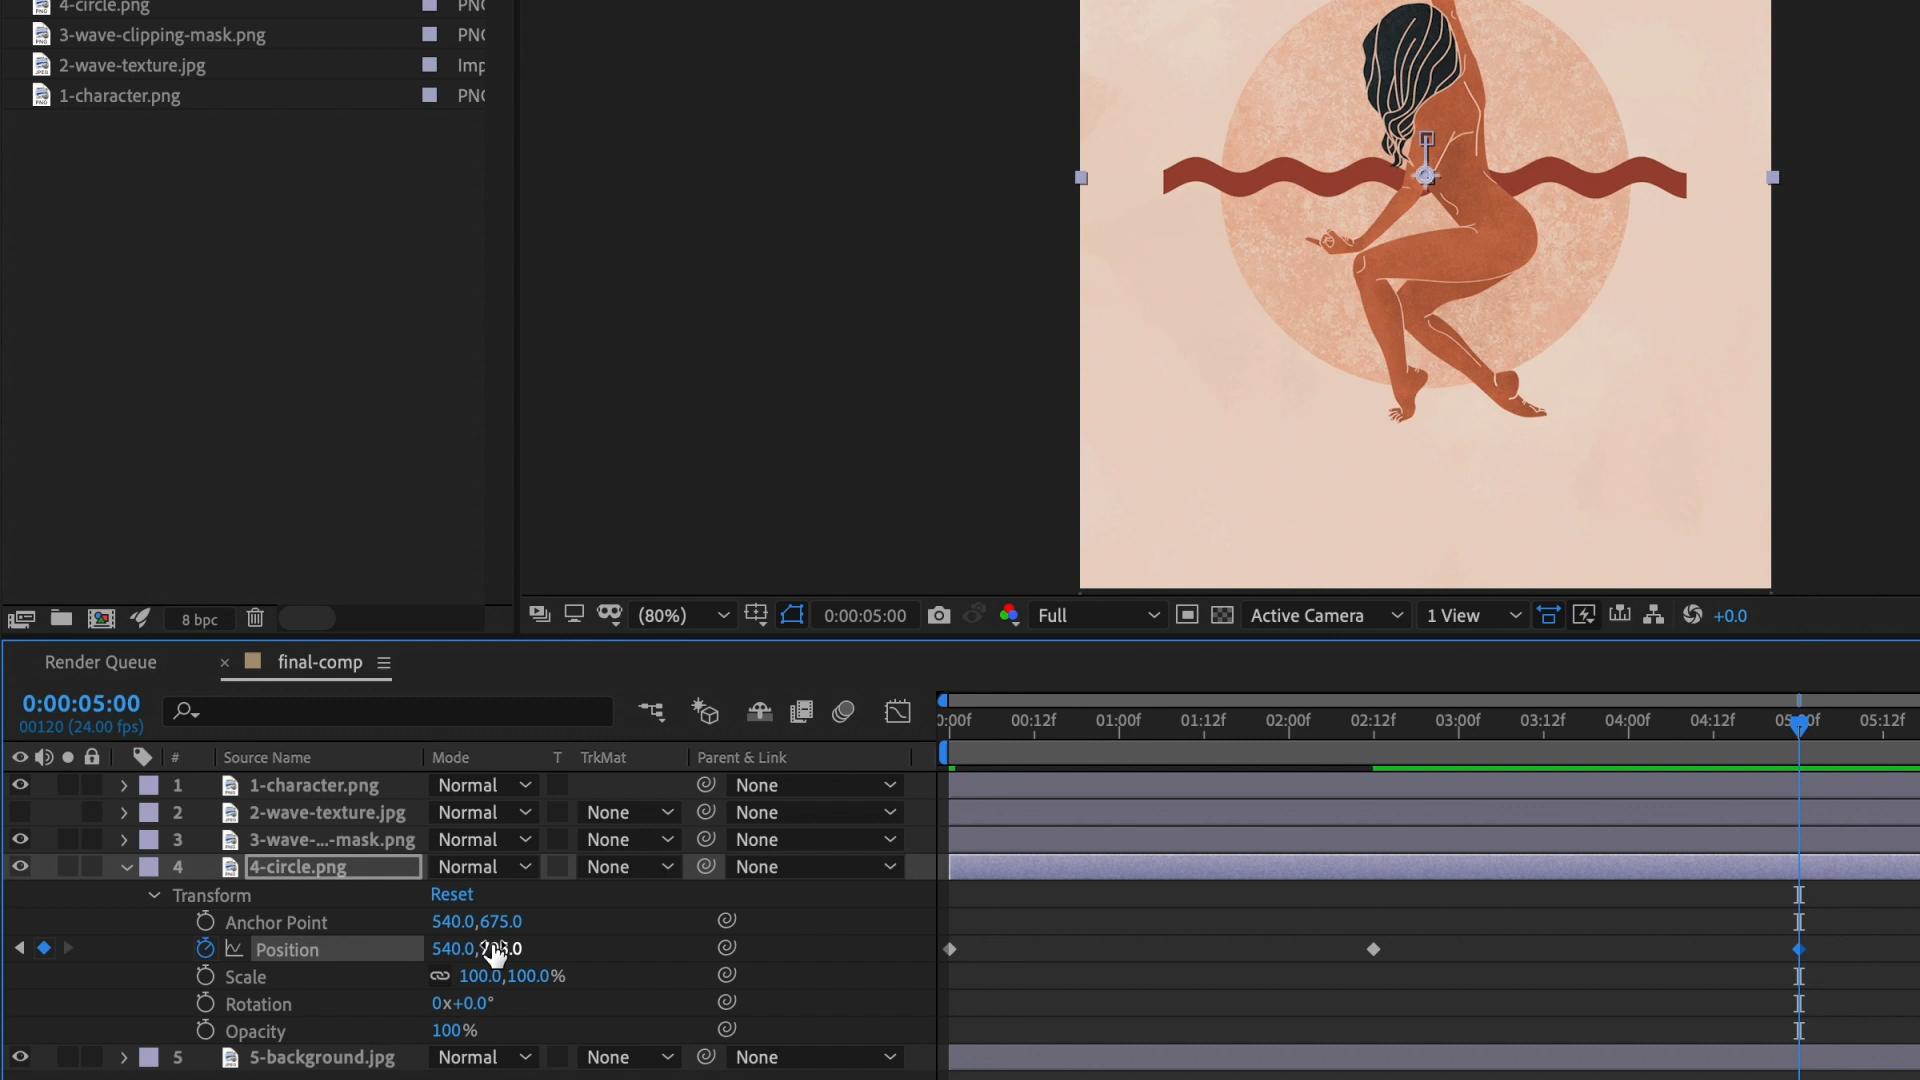 4-circle.png PNG
3-wave-clipping-mask.png PNG
2-wave-texture.jpg Imp
1-character.png PNG
8 bpc
(80%) 0:00:05:00 Full Active Camera 1 View +0.0
Render Queue × final-comp
0:00:05:00
00120 (24.00 fps)
0:00f 00:12f 01:00f 01:12f 02:00f 02:12f 03:00f 03:12f 04:00f 04:12f 05:12f
# Source Name Mode T TrkMat Parent & Link
1 1-character.png Normal None
2 2-wave-texture.jpg Normal None None
3 3-wave-...-mask.png Normal None None
4 4-circle.png Normal None None
Transform Reset
Anchor Point 540.0,675.0
Position 540.0,
Scale 100.0,100.0%
Rotation 0x+0.0°
Opacity 100%
5 5-background.jpg Normal None None